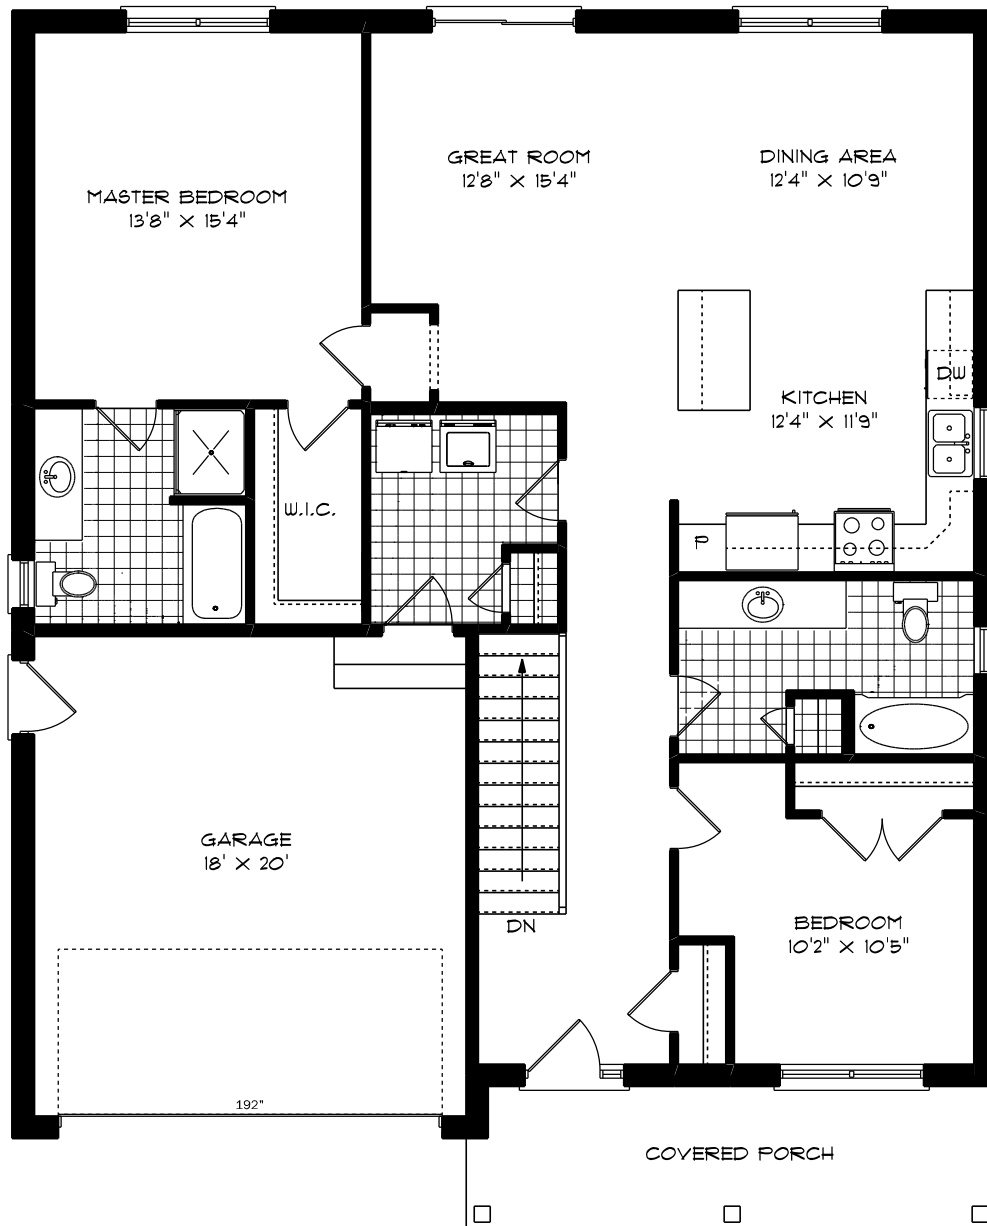 GREAT ROOM
12'8" X 15'4"
DINING AREA
12'4" X 10'9"
MASTER BEDROOM
13'8" X 15'4"
DW
KITCHEN
12'4" X 11'9"
W.I.C.
GARAGE
18' X 20'
DN
BEDROOM
10'2" X 10'5"
192"
COVERED PORCH